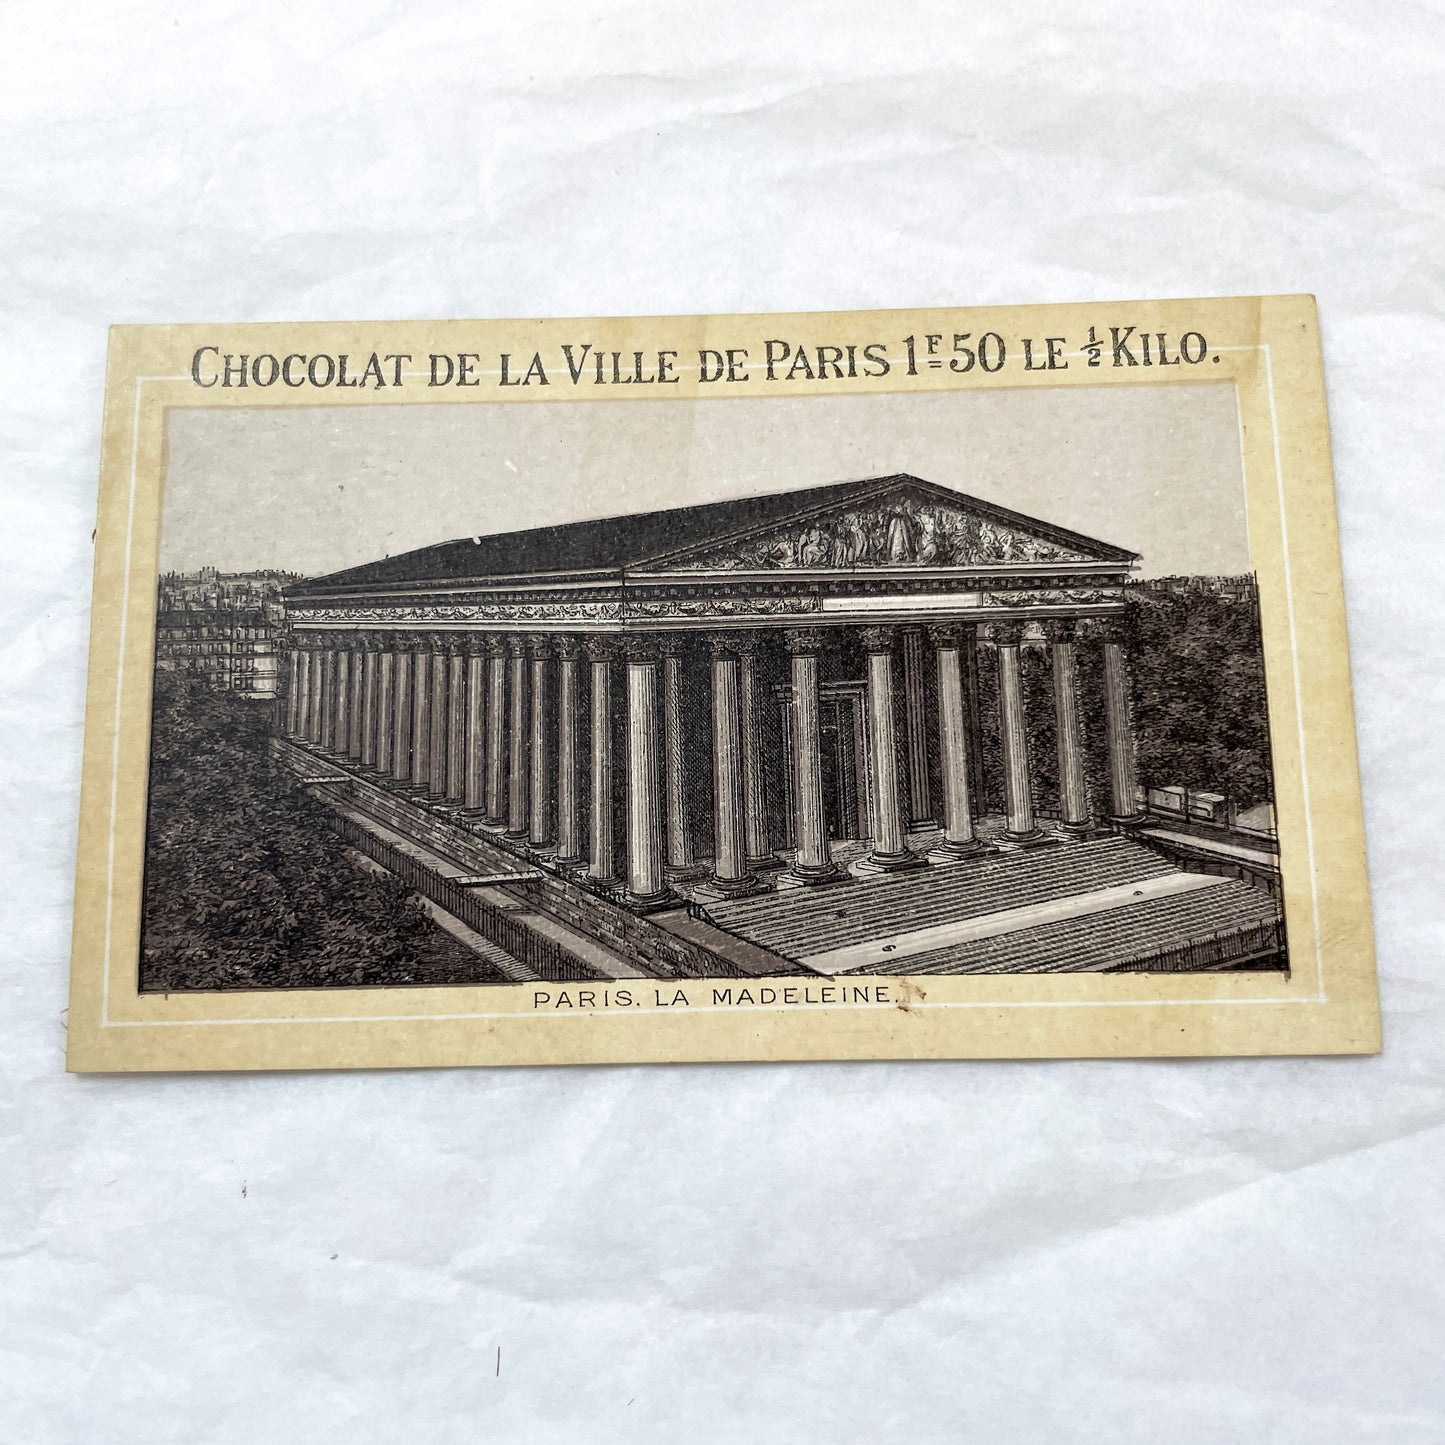 CHOCOLAT DE LA VILLE DE PARIS 1F50 LE ½ KILO.
PARIS. LA MADELEINE.